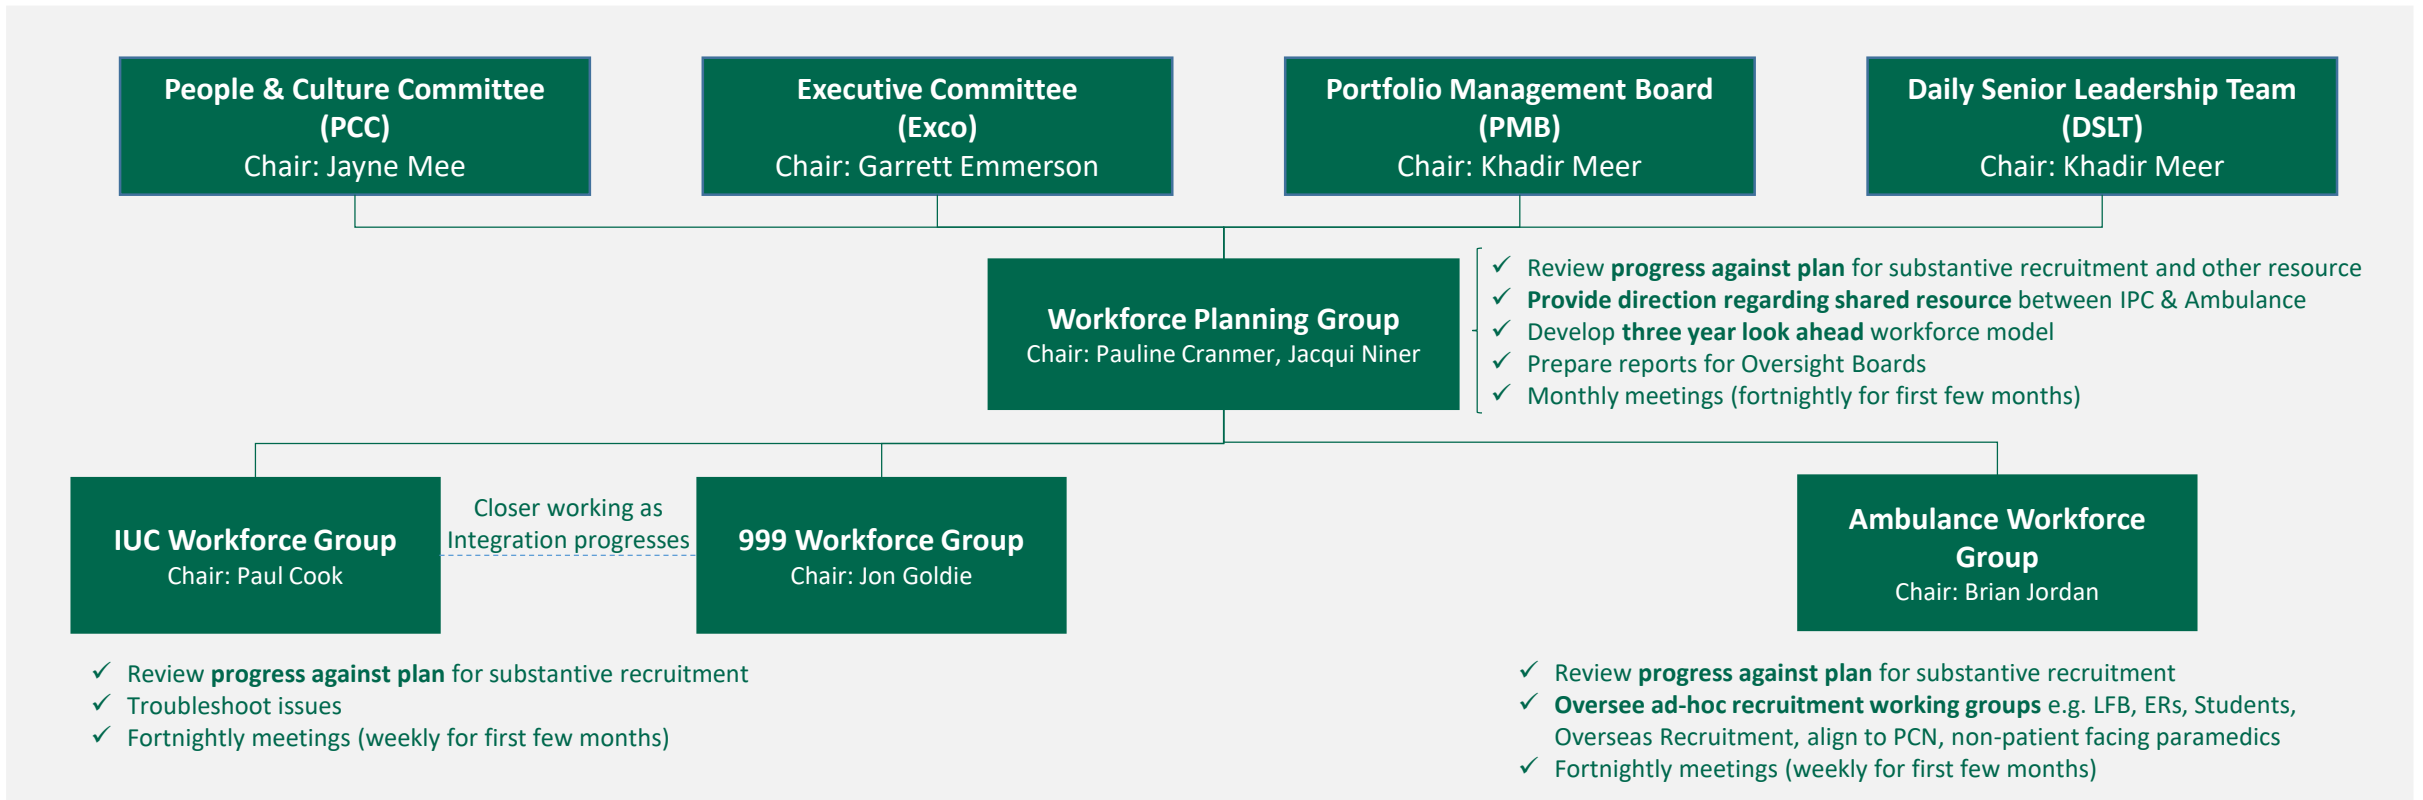 People & Culture Committee
(PCC)
Chair: Jayne Mee
Executive Committee
(Exco)
Chair: Garrett Emmerson
Portfolio Management Board
(PMB)
Chair: Khadir Meer
Daily Senior Leadership Team
(DSLT)
Chair: Khadir Meer
Workforce Planning Group
Chair: Pauline Cranmer, Jacqui Niner
✓ Review progress against plan for substantive recruitment and other resource
✓ Provide direction regarding shared resource between IPC & Ambulance
✓ Develop three year look ahead workforce model
✓ Prepare reports for Oversight Boards
✓ Monthly meetings (fortnightly for first few months)
IUC Workforce Group
Chair: Paul Cook
Closer working as
Integration progresses
999 Workforce Group
Chair: Jon Goldie
Ambulance Workforce
Group
Chair: Brian Jordan
✓ Review progress against plan for substantive recruitment
✓ Troubleshoot issues
✓ Fortnightly meetings (weekly for first few months)
✓ Review progress against plan for substantive recruitment
✓ Oversee ad-hoc recruitment working groups e.g. LFB, ERs, Students,
Overseas Recruitment, align to PCN, non-patient facing paramedics
✓ Fortnightly meetings (weekly for first few months)